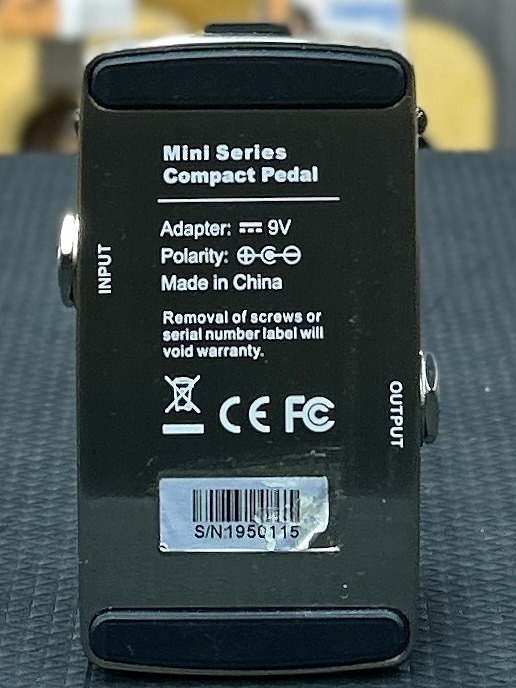 Mini Series
Compact Pedal
Adapter: 9V
Polarity:
Made in China
INPUT
Removal of screws or
serial number label will
void warranty.
CE FC
OUTPUT
S/N1950115